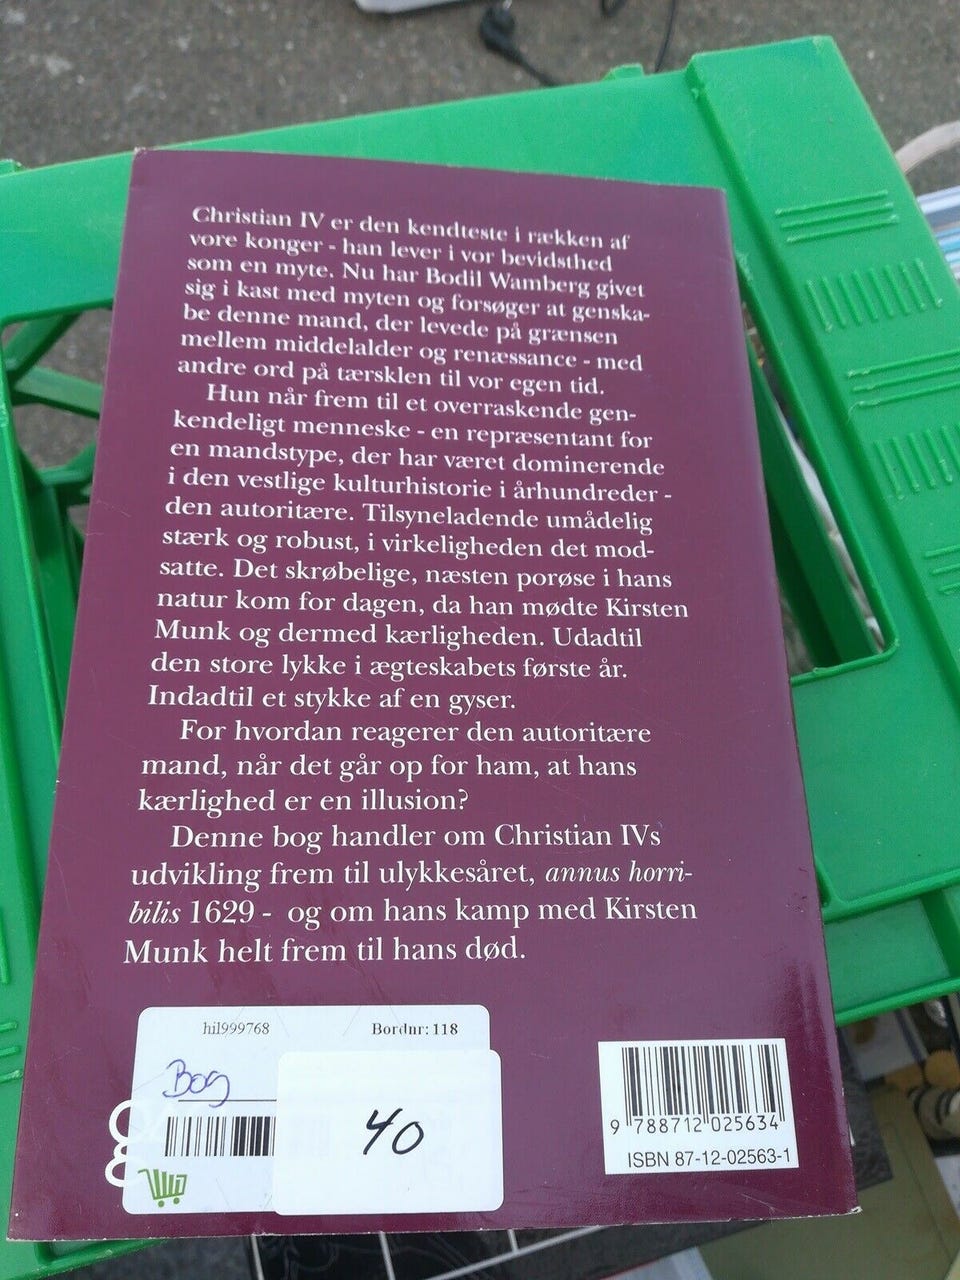 Christian IV er den kendteste i rækken af
vore konger - han lever i vor bevidsthed
som en myte. Nu har Bodil Wamberg givet
sig i kast med myten og forsøger at genska-
be denne mand, der levede på grænsen
mellem middelalder og renæssance - med
andre ord på tærsklen til vor egen tid.
Hun når frem til et overraskende gen-
kendeligt menneske - en repræsentant for
en mandstype, der har været dominerende
i den vestlige kulturhistorie i århundreder -
den autoritære. Tilsyneladende umådelig
stærk og robust, i virkeligheden det mod-
satte. Det skrøbelige, næsten porøse i hans
natur kom for dagen, da han mødte Kirsten
Munk og dermed kærligheden. Udadtil
den store lykke i ægteskabets første år.
Indadtil et stykke af en gyser.
For hvordan reagerer den autoritære
mand, når det går op for ham, at hans
kærlighed er en illusion?
Denne bog handler om Christian IVs
udvikling frem til ulykkesåret, annus horri-
bilis 1629 - og om hans kamp med Kirsten
Munk helt frem til hans død.
hil999768 Bordnr: 118
Bog
40
9 788712 025634
ISBN 87-12-02563-1